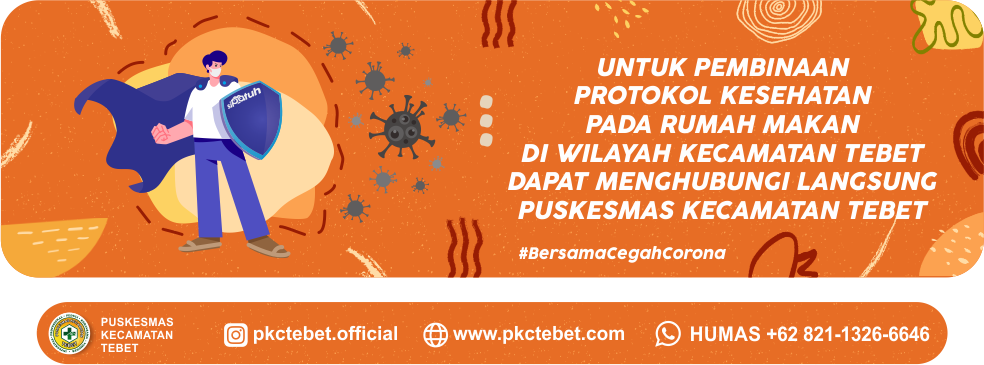 sipatuh
UNTUK PEMBINAAN
PROTOKOL KESEHATAN
PADA RUMAH MAKAN
DI WILAYAH KECAMATAN TEBET
DAPAT MENGHUBUNGI LANGSUNG
PUSKESMAS KECAMATAN TEBET
#BersamaCegahCorona
PUSKESMAS
KECAMATAN
TEBET
pkctebet.official
www.pkctebet.com
HUMAS +62 821-1326-6646